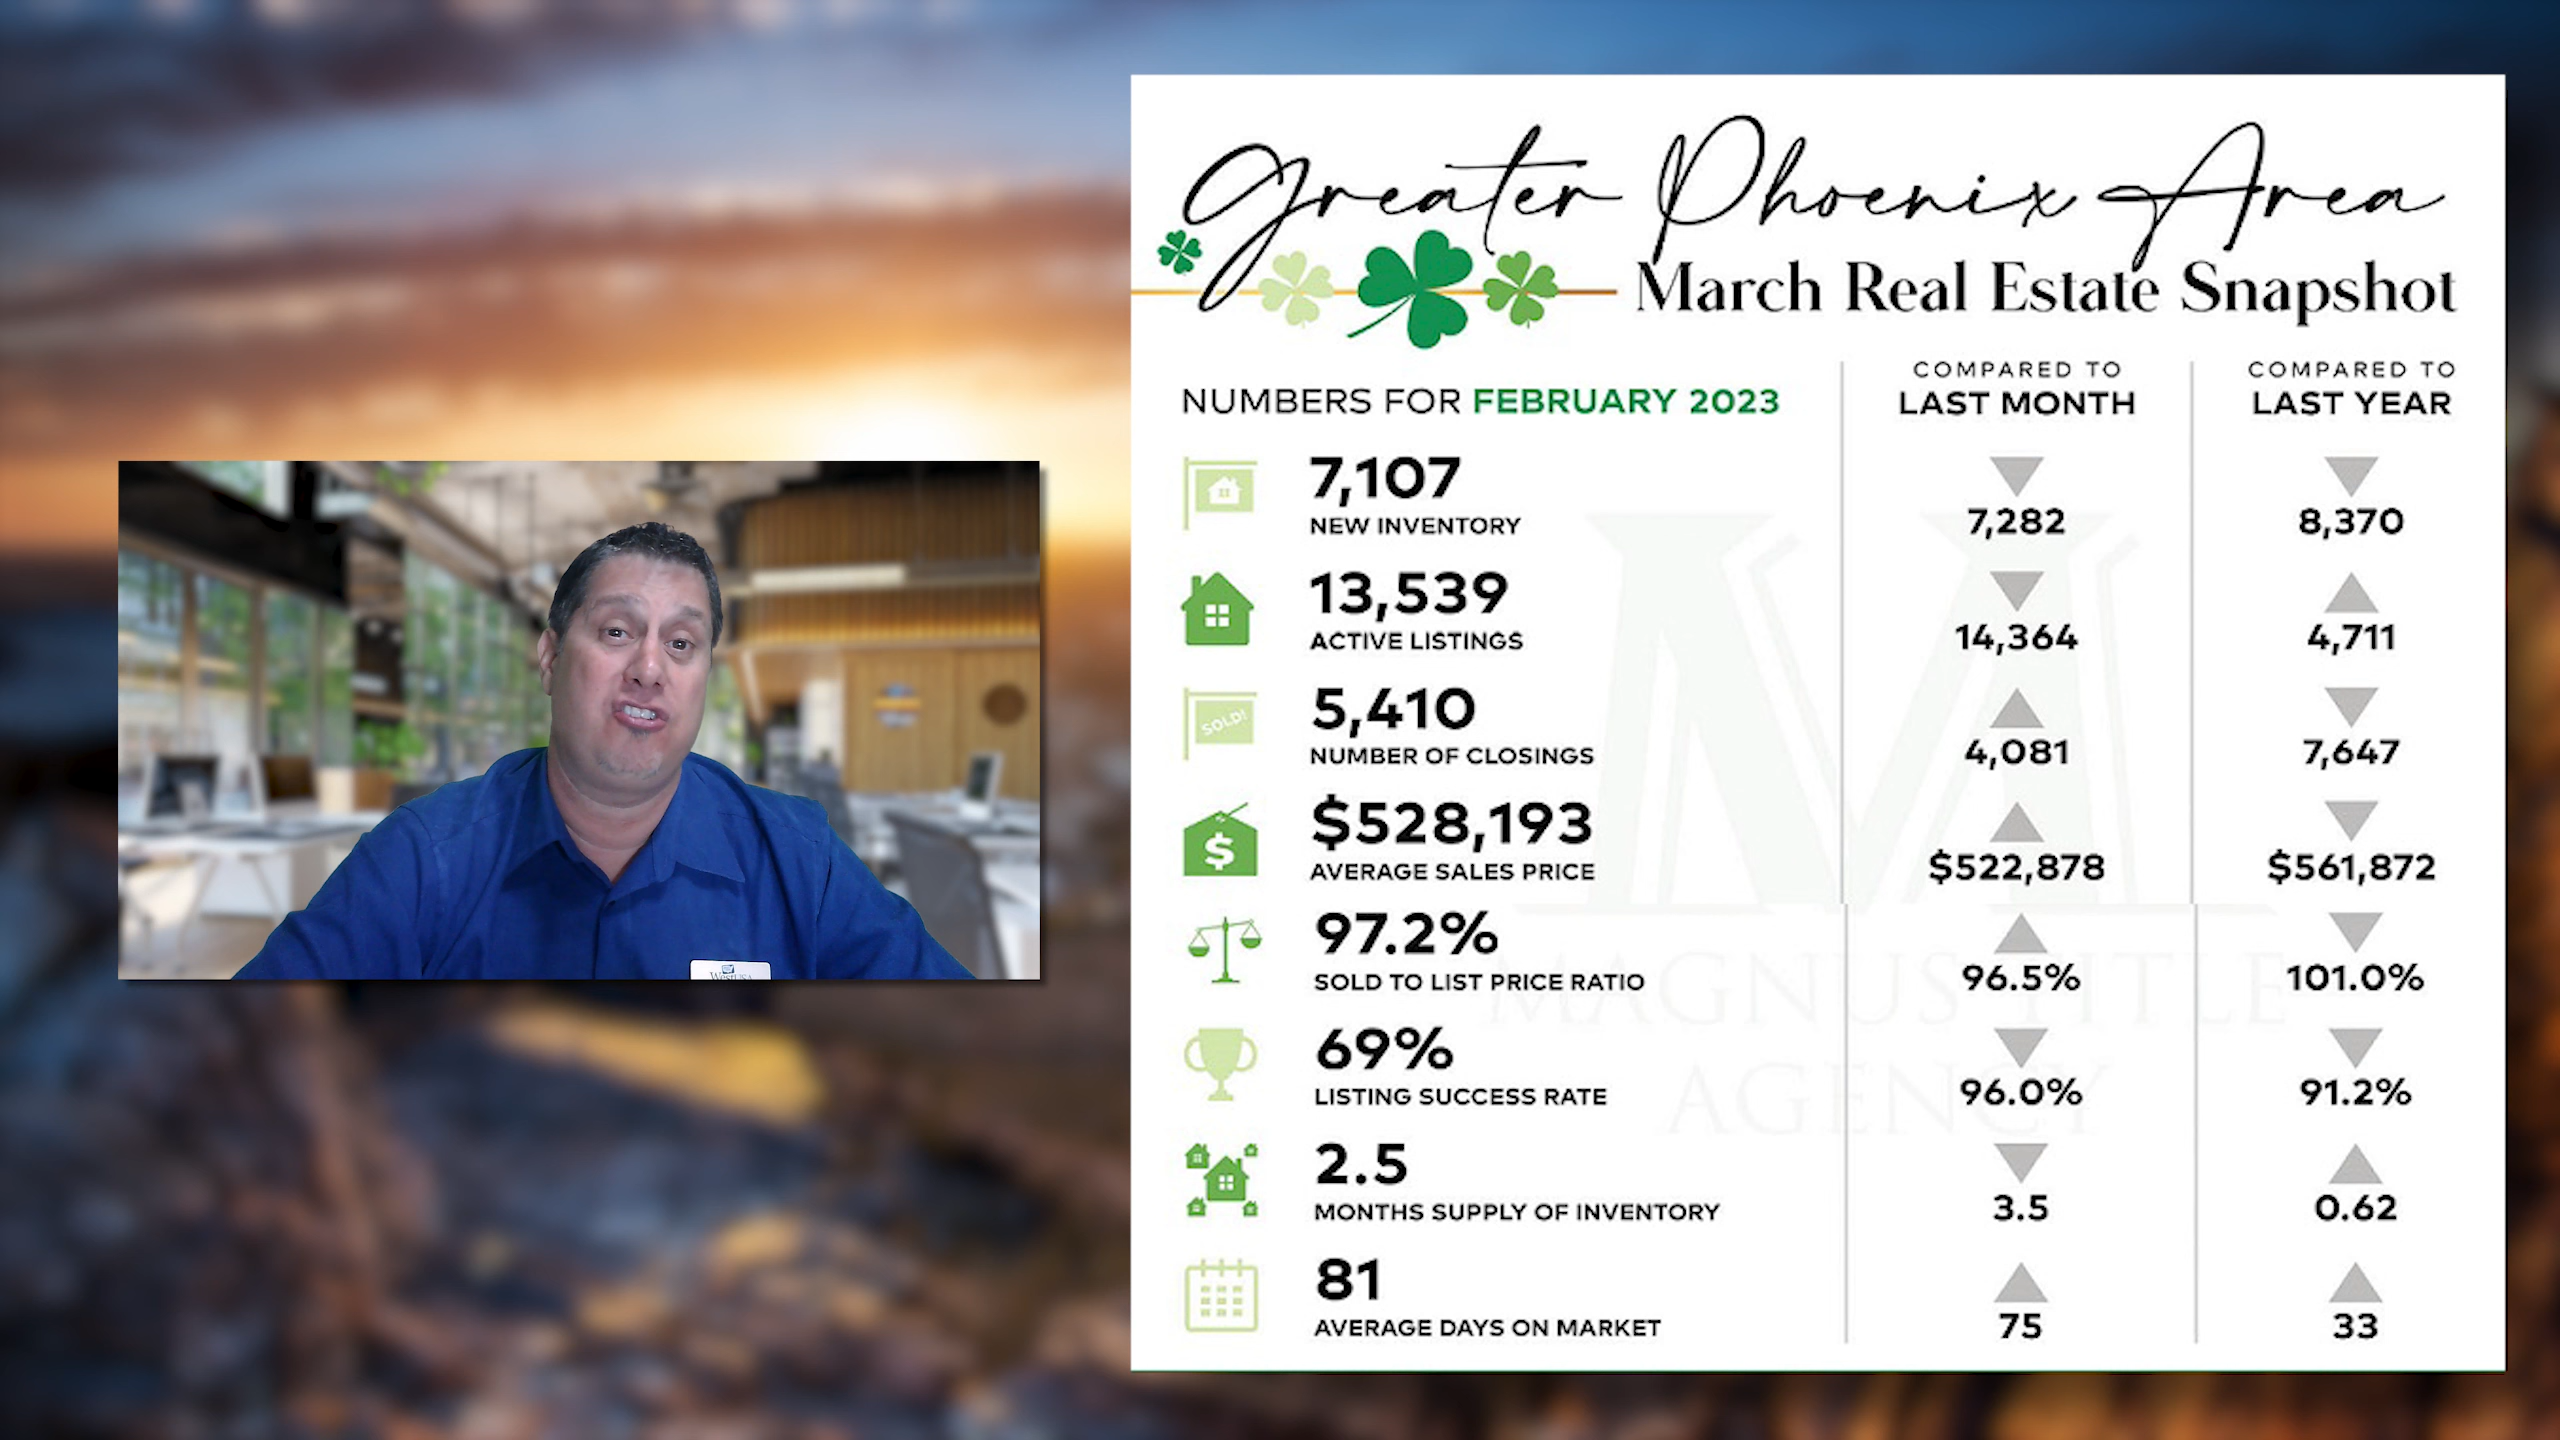 Greater Phoenix Area
March Real Estate Snapshot
NUMBERS FOR FEBRUARY 2023
COMPARED TO
LAST MONTH
COMPARED TO
LAST YEAR
7,107
NEW INVENTORY
7,282
8,370
13,539
ACTIVE LISTINGS
14,364
4,711
SOLD!
5,410
NUMBER OF CLOSINGS
4,081
7,647
$
$528,193
AVERAGE SALES PRICE
$522,878
$561,872
97.2%
SOLD TO LIST PRICE RATIO
96.5%
101.0%
69%
LISTING SUCCESS RATE
96.0%
91.2%
2.5
MONTHS SUPPLY OF INVENTORY
3.5
0.62
81
AVERAGE DAYS ON MARKET
75
33
M
MAGNUS TITLE
AGENCY
WestUSA